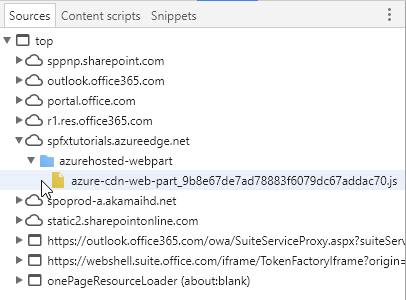 Sources Content scripts Snippets
top
sppnp.sharepoint.com
outlook.office365.com
portal.office.com
r1.res.office365.com
spfxtutorials.azureedge.net
azurehosted-webpart
azure-cdn-web-part_9b8e67de7ad78883f6079dc67addac70.js
spoprod-a.akamaihd.net
static2.sharepointonline.com
https://outlook.office365.com/owa/SuiteServiceProxy.aspx?suiteServ
https://webshell.suite.office.com/iframe/TokenFactoryIframe?origin=
onePageResourceLoader (about:blank)